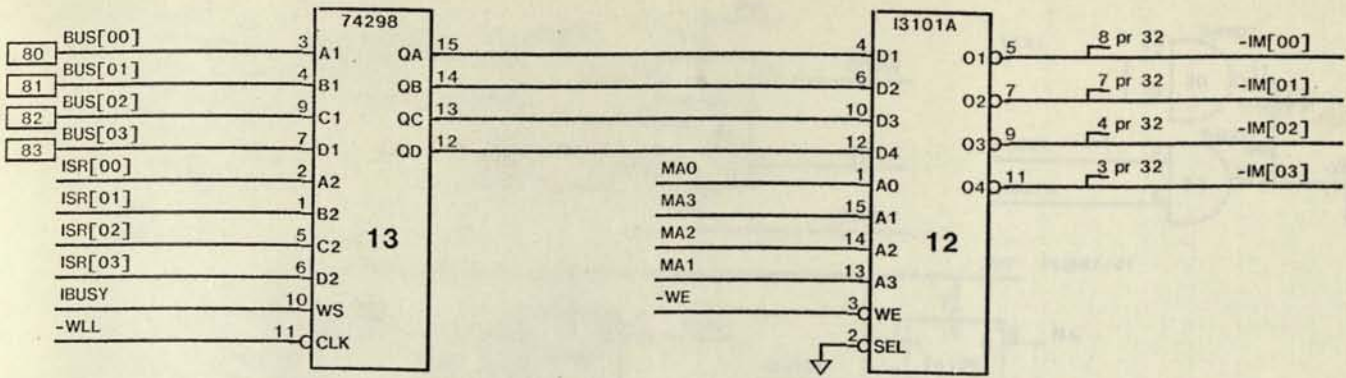 74298
I3101A
80 BUS[00] 3 A1 QA 15 4 D1 O1 5 8 pr 32 -IM[00]
81 BUS[01] 4 B1 QB 14 6 D2 O2 7 7 pr 32 -IM[01]
82 BUS[02] 9 C1 QC 13 10 D3 O3 9 4 pr 32 -IM[02]
83 BUS[03] 7 D1 QD 12 12 D4 O4 11 3 pr 32 -IM[03]
ISR[00] 2 A2 MA0 1 A0
ISR[01] 1 B2 MA3 15 A1
ISR[02] 5 C2 13 MA2 14 A2 12
ISR[03] 6 D2 MA1 13 A3
IBUSY 10 WS -WE 3 WE
-WLL 11 CLK 2 SEL